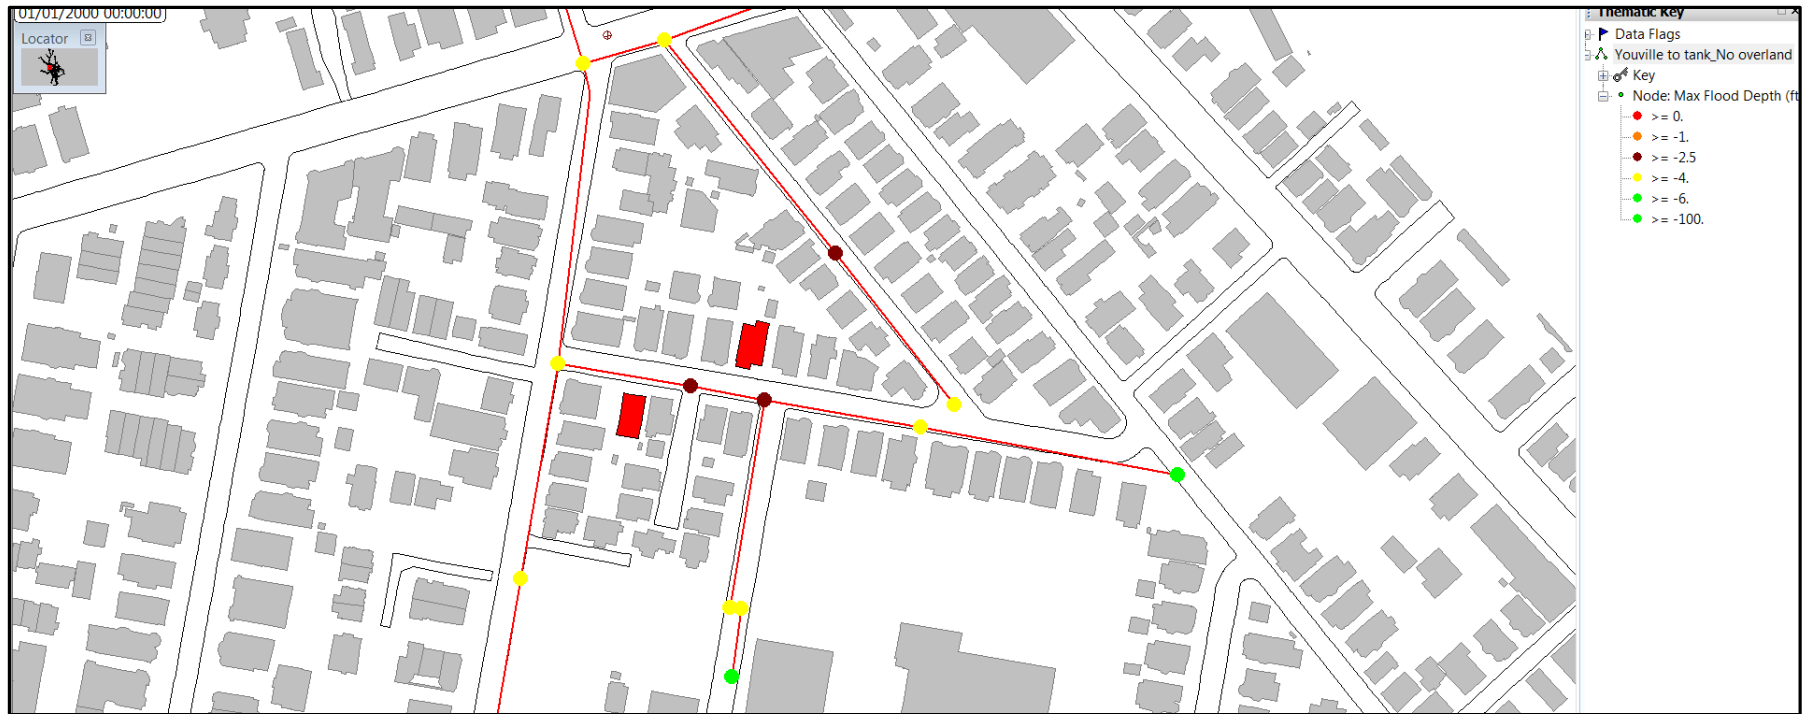 01/01/2000 00:00:00
Locator
Thematic Key
Data Flags
Youville to tank_No overland
Key
Node: Max Flood Depth (ft
>= 0.
>= -1.
>= -2.5
>= -4.
>= -6.
>= -100.